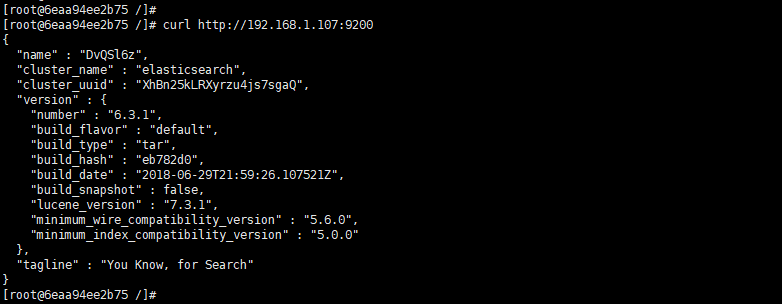 [root@6eaa94ee2b75 /]#
[root@6eaa94ee2b75 /]# curl http://192.168.1.107:9200
{
  "name" : "DvQSl6z",
  "cluster_name" : "elasticsearch",
  "cluster_uuid" : "XhBn25kLRXyrzu4js7sgaQ",
  "version" : {
    "number" : "6.3.1",
    "build_flavor" : "default",
    "build_type" : "tar",
    "build_hash" : "eb782d0",
    "build_date" : "2018-06-29T21:59:26.107521Z",
    "build_snapshot" : false,
    "lucene_version" : "7.3.1",
    "minimum_wire_compatibility_version" : "5.6.0",
    "minimum_index_compatibility_version" : "5.0.0"
  },
  "tagline" : "You Know, for Search"
}
[root@6eaa94ee2b75 /]#